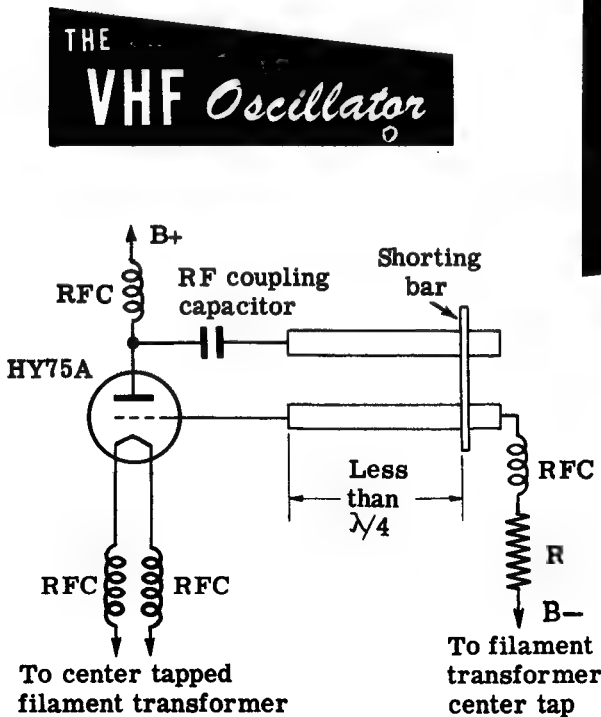 THE
VHF Oscillator
B+
RFC
RF coupling
capacitor
Shorting
bar
HY75A
Less
than
λ/4
RFC
R
RFC
RFC
B–
To center tapped
filament transformer
To filament
transformer
center tap